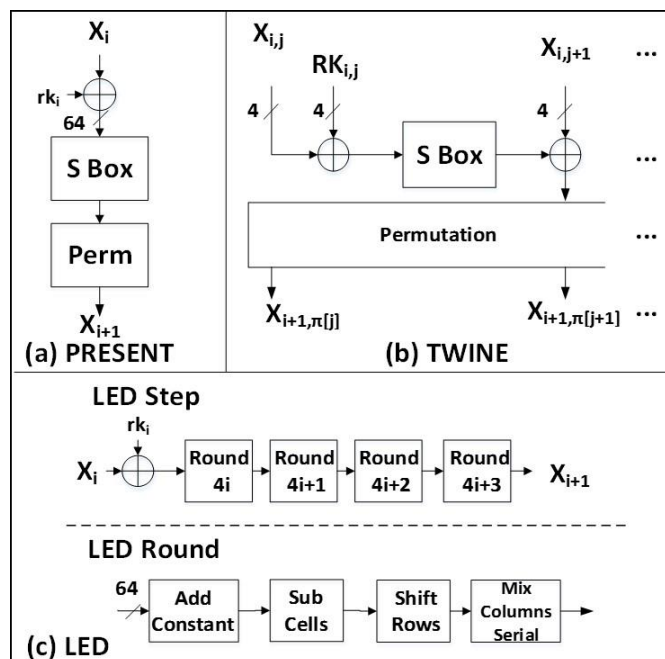 Xi
rki
64
S Box
Perm
Xi+1
(a) PRESENT
Xi,j
RKi,j
Xi,j+1
...
4
4
4
S Box
...
Permutation
...
Xi+1,π[j]
Xi+1,π[j+1]
...
(b) TWINE
LED Step
rki
Xi
Round
4i
Round
4i+1
Round
4i+2
Round
4i+3
Xi+1
LED Round
64
Add
Constant
Sub
Cells
Shift
Rows
Mix
Columns
Serial
(c) LED